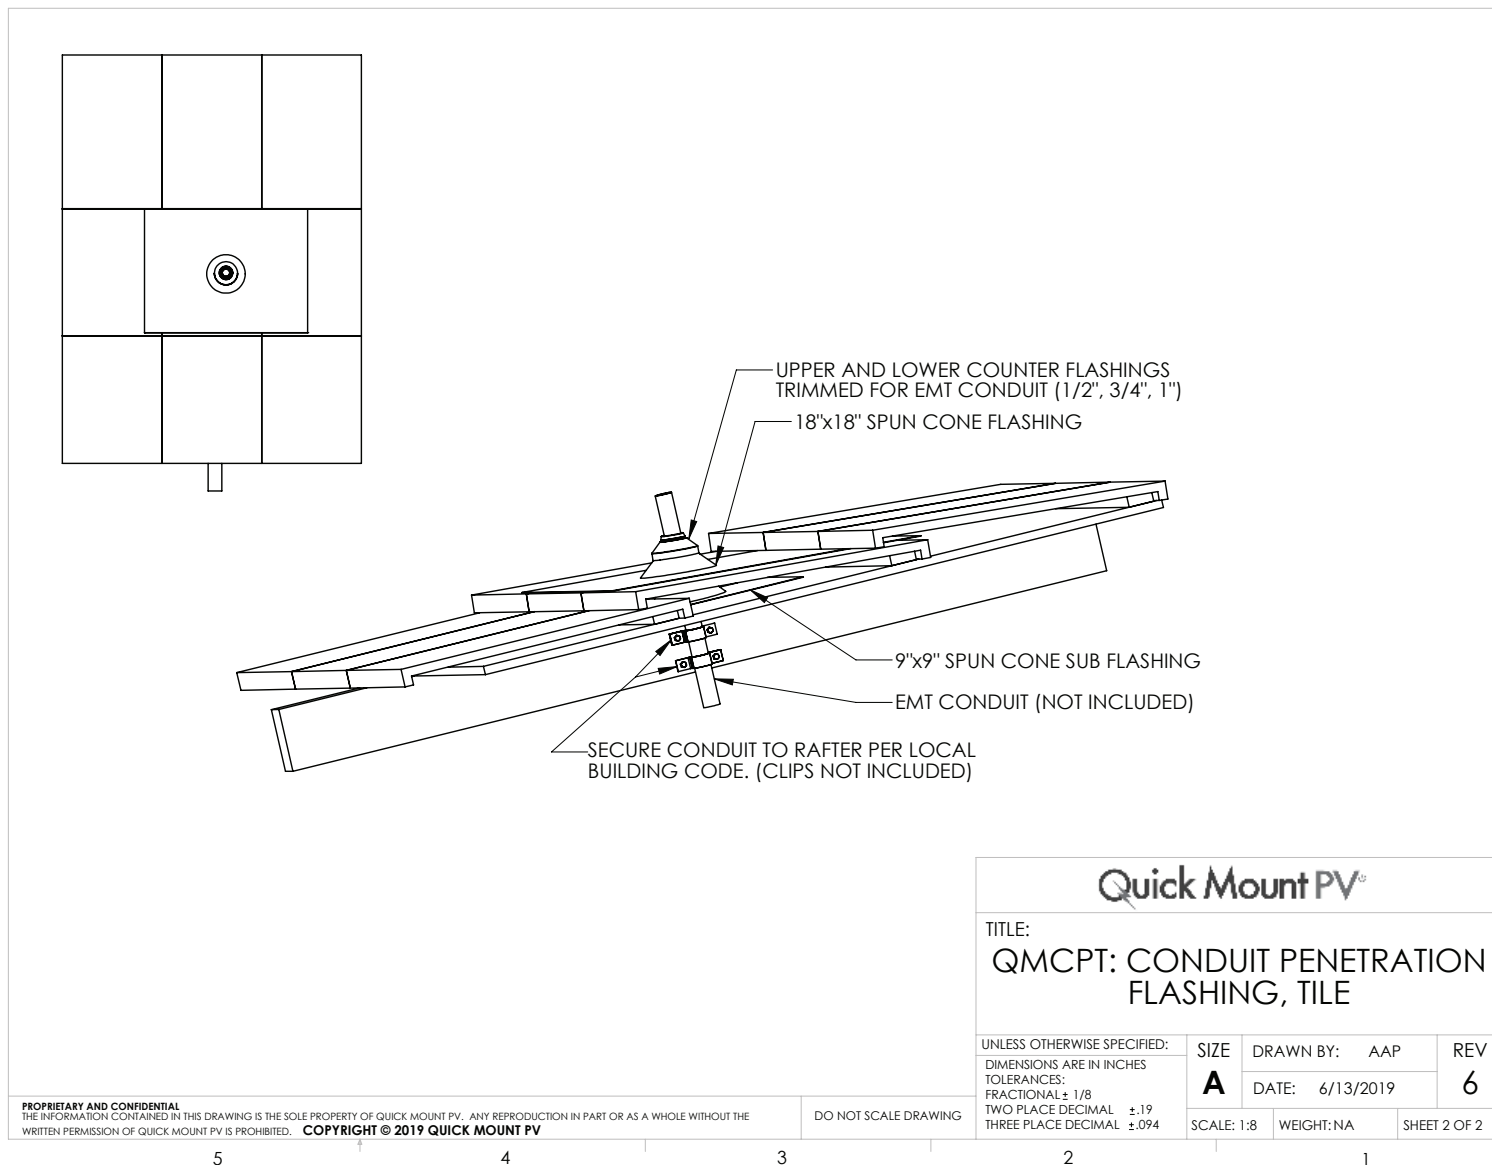 UPPER AND LOWER COUNTER FLASHINGS
TRIMMED FOR EMT CONDUIT (1/2", 3/4", 1")
18"x18" SPUN CONE FLASHING
9"x9" SPUN CONE SUB FLASHING
EMT CONDUIT (NOT INCLUDED)
SECURE CONDUIT TO RAFTER PER LOCAL
BUILDING CODE. (CLIPS NOT INCLUDED)
Quick Mount PV
TITLE:
QMCPT: CONDUIT PENETRATION
FLASHING, TILE
UNLESS OTHERWISE SPECIFIED:
DIMENSIONS ARE IN INCHES
TOLERANCES:
FRACTIONAL ± 1/8
TWO PLACE DECIMAL ±.19
THREE PLACE DECIMAL ±.094
SIZE
A
DRAWN BY: AAP
DATE: 6/13/2019
REV
6
SCALE: 1:8
WEIGHT: NA
SHEET 2 OF 2
PROPRIETARY AND CONFIDENTIAL
THE INFORMATION CONTAINED IN THIS DRAWING IS THE SOLE PROPERTY OF QUICK MOUNT PV. ANY REPRODUCTION IN PART OR AS A WHOLE WITHOUT THE
WRITTEN PERMISSION OF QUICK MOUNT PV IS PROHIBITED. COPYRIGHT © 2019 QUICK MOUNT PV
DO NOT SCALE DRAWING
5 4 3 2 1